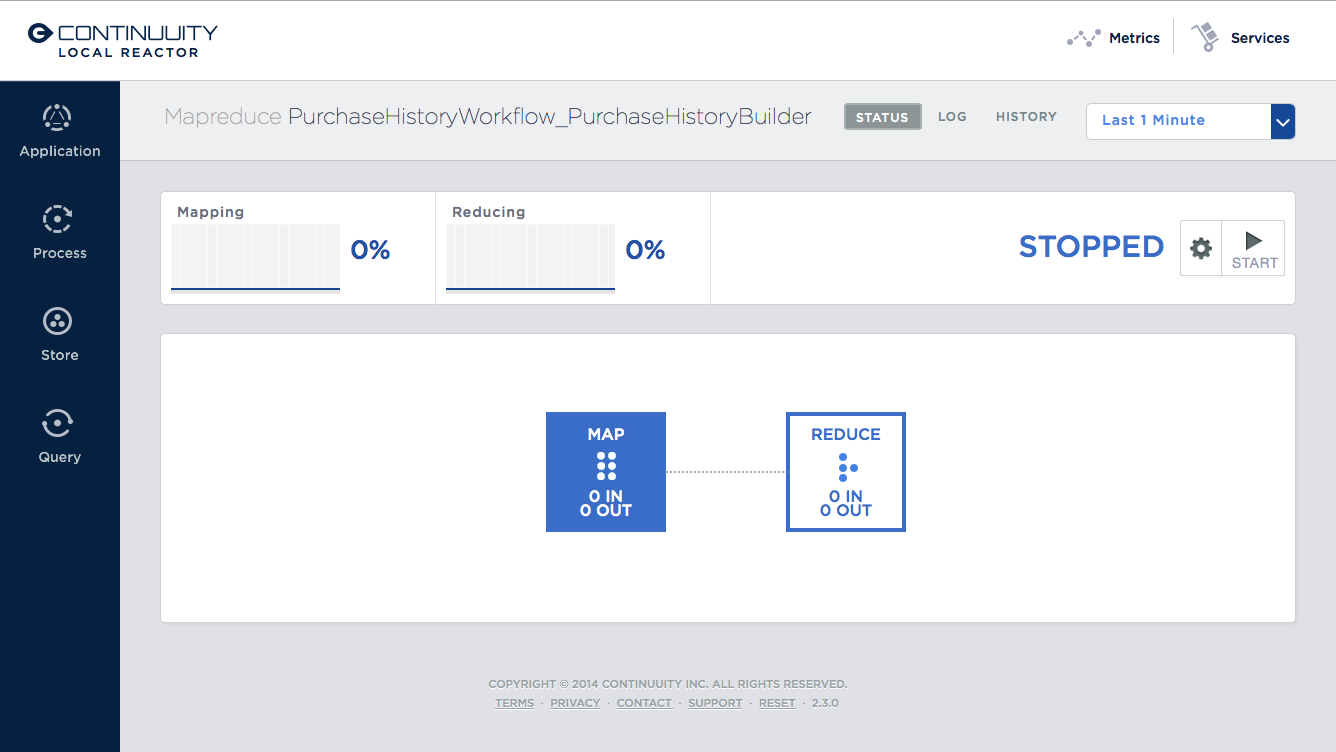 CONTINUUITY
LOCAL REACTOR
Metrics
Services
Application
Process
Store
Query
Mapreduce PurchaseHistoryWorkflow_PurchaseHistoryBuilder
STATUS
LOG
HISTORY
Last 1 Minute
Mapping
0%
Reducing
0%
STOPPED
START
MAP
0 IN
0 OUT
REDUCE
0 IN
0 OUT
COPYRIGHT © 2014 CONTINUUITY INC. ALL RIGHTS RESERVED.
TERMS · PRIVACY · CONTACT · SUPPORT · RESET · 2.3.0